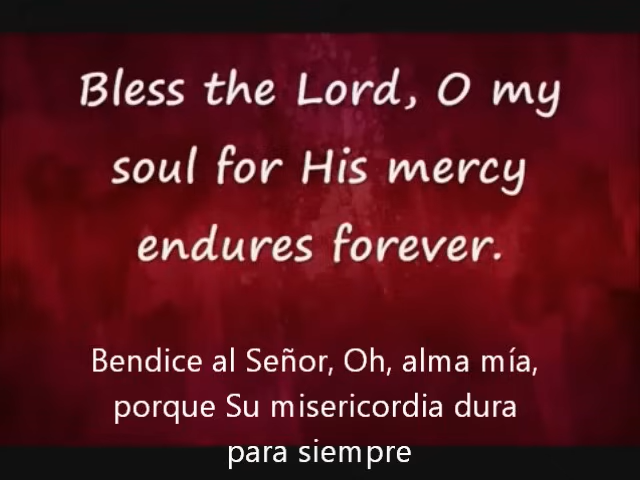 Bless the Lord, O my
soul for His mercy
endures forever.
Bendice al Señor, Oh, alma mía,
porque Su misericordia dura
para siempre